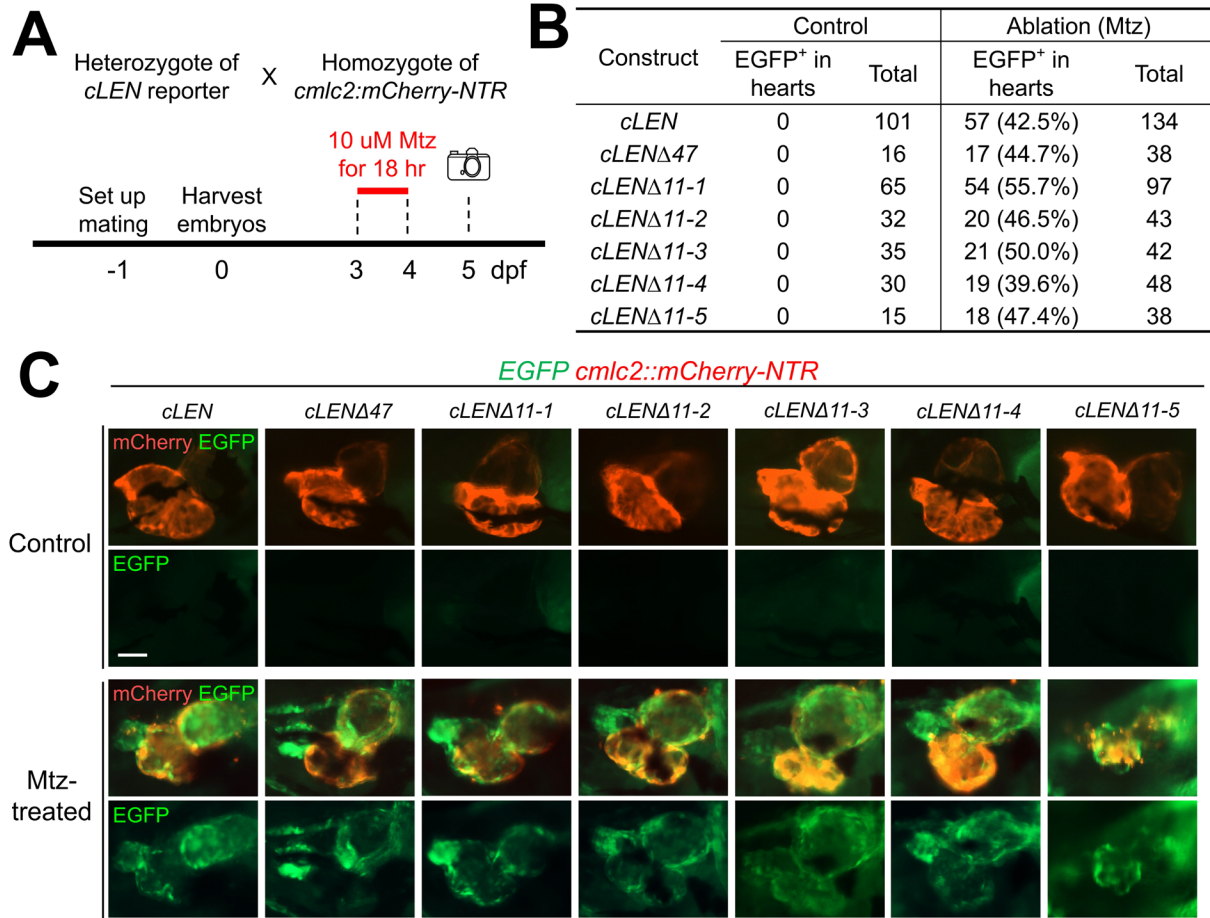 A
Heterozygote of
cLEN reporter
X
Homozygote of
cmlc2:mCherry-NTR
10 uM Mtz
for 18 hr
Set up
mating
Harvest
embryos
-1 0 3 4 5 dpf
B
Construct Control Ablation (Mtz)
EGFP⁺ in
hearts Total EGFP⁺ in
hearts Total
cLEN 0 101 57 (42.5%) 134
cLENΔ47 0 16 17 (44.7%) 38
cLENΔ11-1 0 65 54 (55.7%) 97
cLENΔ11-2 0 32 20 (46.5%) 43
cLENΔ11-3 0 35 21 (50.0%) 42
cLENΔ11-4 0 30 19 (39.6%) 48
cLENΔ11-5 0 15 18 (47.4%) 38
C
EGFP cmlc2::mCherry-NTR
cLEN cLENΔ47 cLENΔ11-1 cLENΔ11-2 cLENΔ11-3 cLENΔ11-4 cLENΔ11-5
Control
mCherry EGFP
EGFP
Mtz-
treated
mCherry EGFP
EGFP